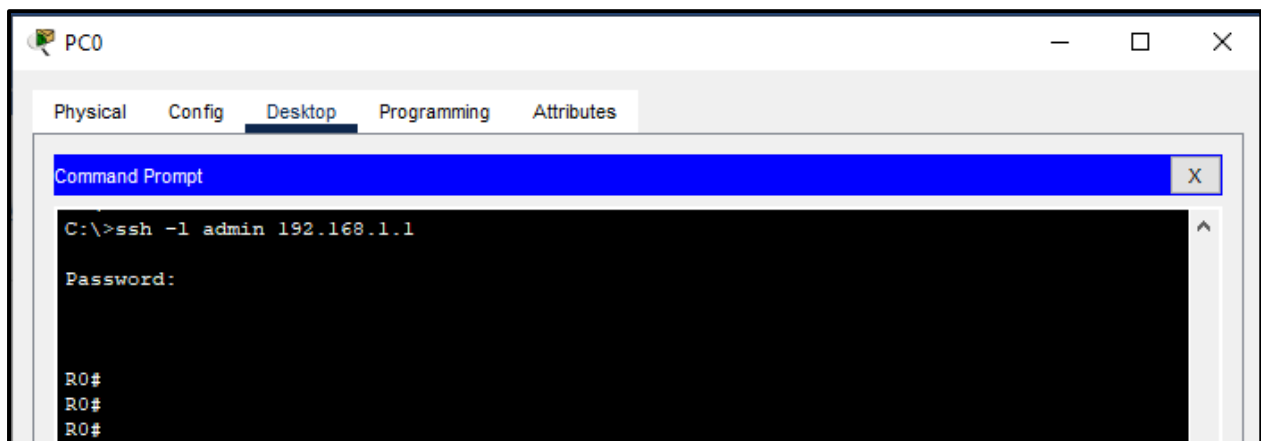 PC0
Physical Config Desktop Programming Attributes
Command Prompt
X
C:\>ssh -l admin 192.168.1.1
Password:
R0#
R0#
R0#